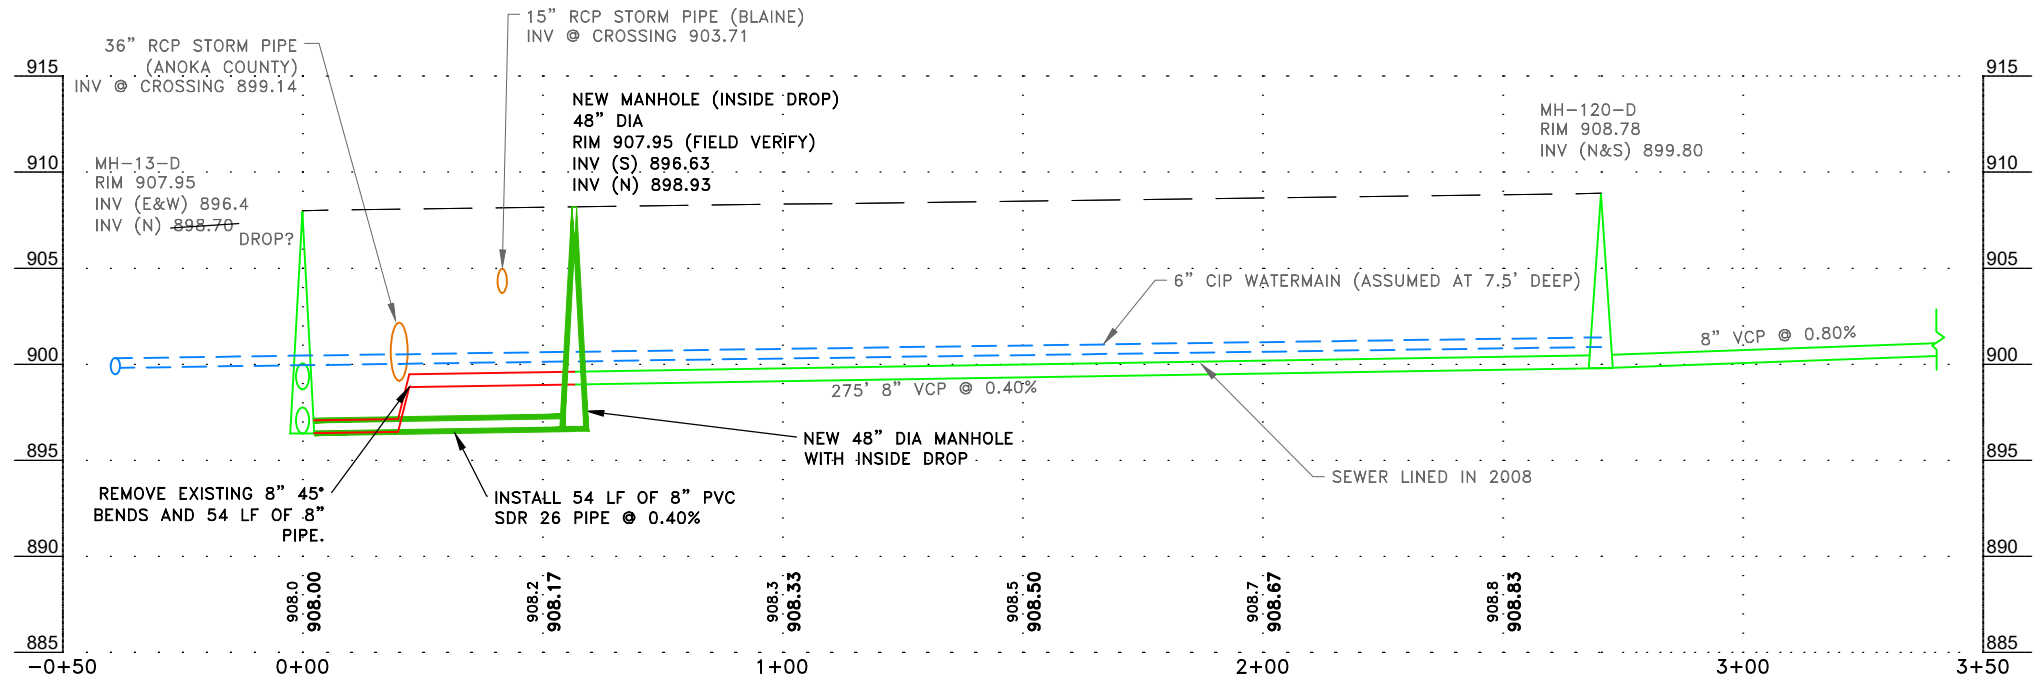 15" RCP STORM PIPE (BLAINE)
INV @ CROSSING 903.71
36" RCP STORM PIPE
(ANOKA COUNTY)
INV @ CROSSING 899.14
915
915
NEW MANHOLE (INSIDE DROP)
48" DIA
RIM 907.95 (FIELD VERIFY)
INV (S) 896.63
INV (N) 898.93
MH-120-D
RIM 908.78
INV (N&S) 899.80
910
910
MH-13-D
RIM 907.95
INV (E&W) 896.4
INV (N) 898.70
DROP?
905
905
6" CIP WATERMAIN (ASSUMED AT 7.5' DEEP)
8" VCP @ 0.80%
900
900
275' 8" VCP @ 0.40%
NEW 48" DIA MANHOLE
WITH INSIDE DROP
895
895
SEWER LINED IN 2008
REMOVE EXISTING 8" 45°
BENDS AND 54 LF OF 8"
PIPE.
INSTALL 54 LF OF 8" PVC
SDR 26 PIPE @ 0.40%
890
890
908.0
908.00
908.2
908.17
908.3
908.33
908.5
908.50
908.7
908.67
908.8
908.83
885
885
-0+50
0+00
1+00
2+00
3+00
3+50